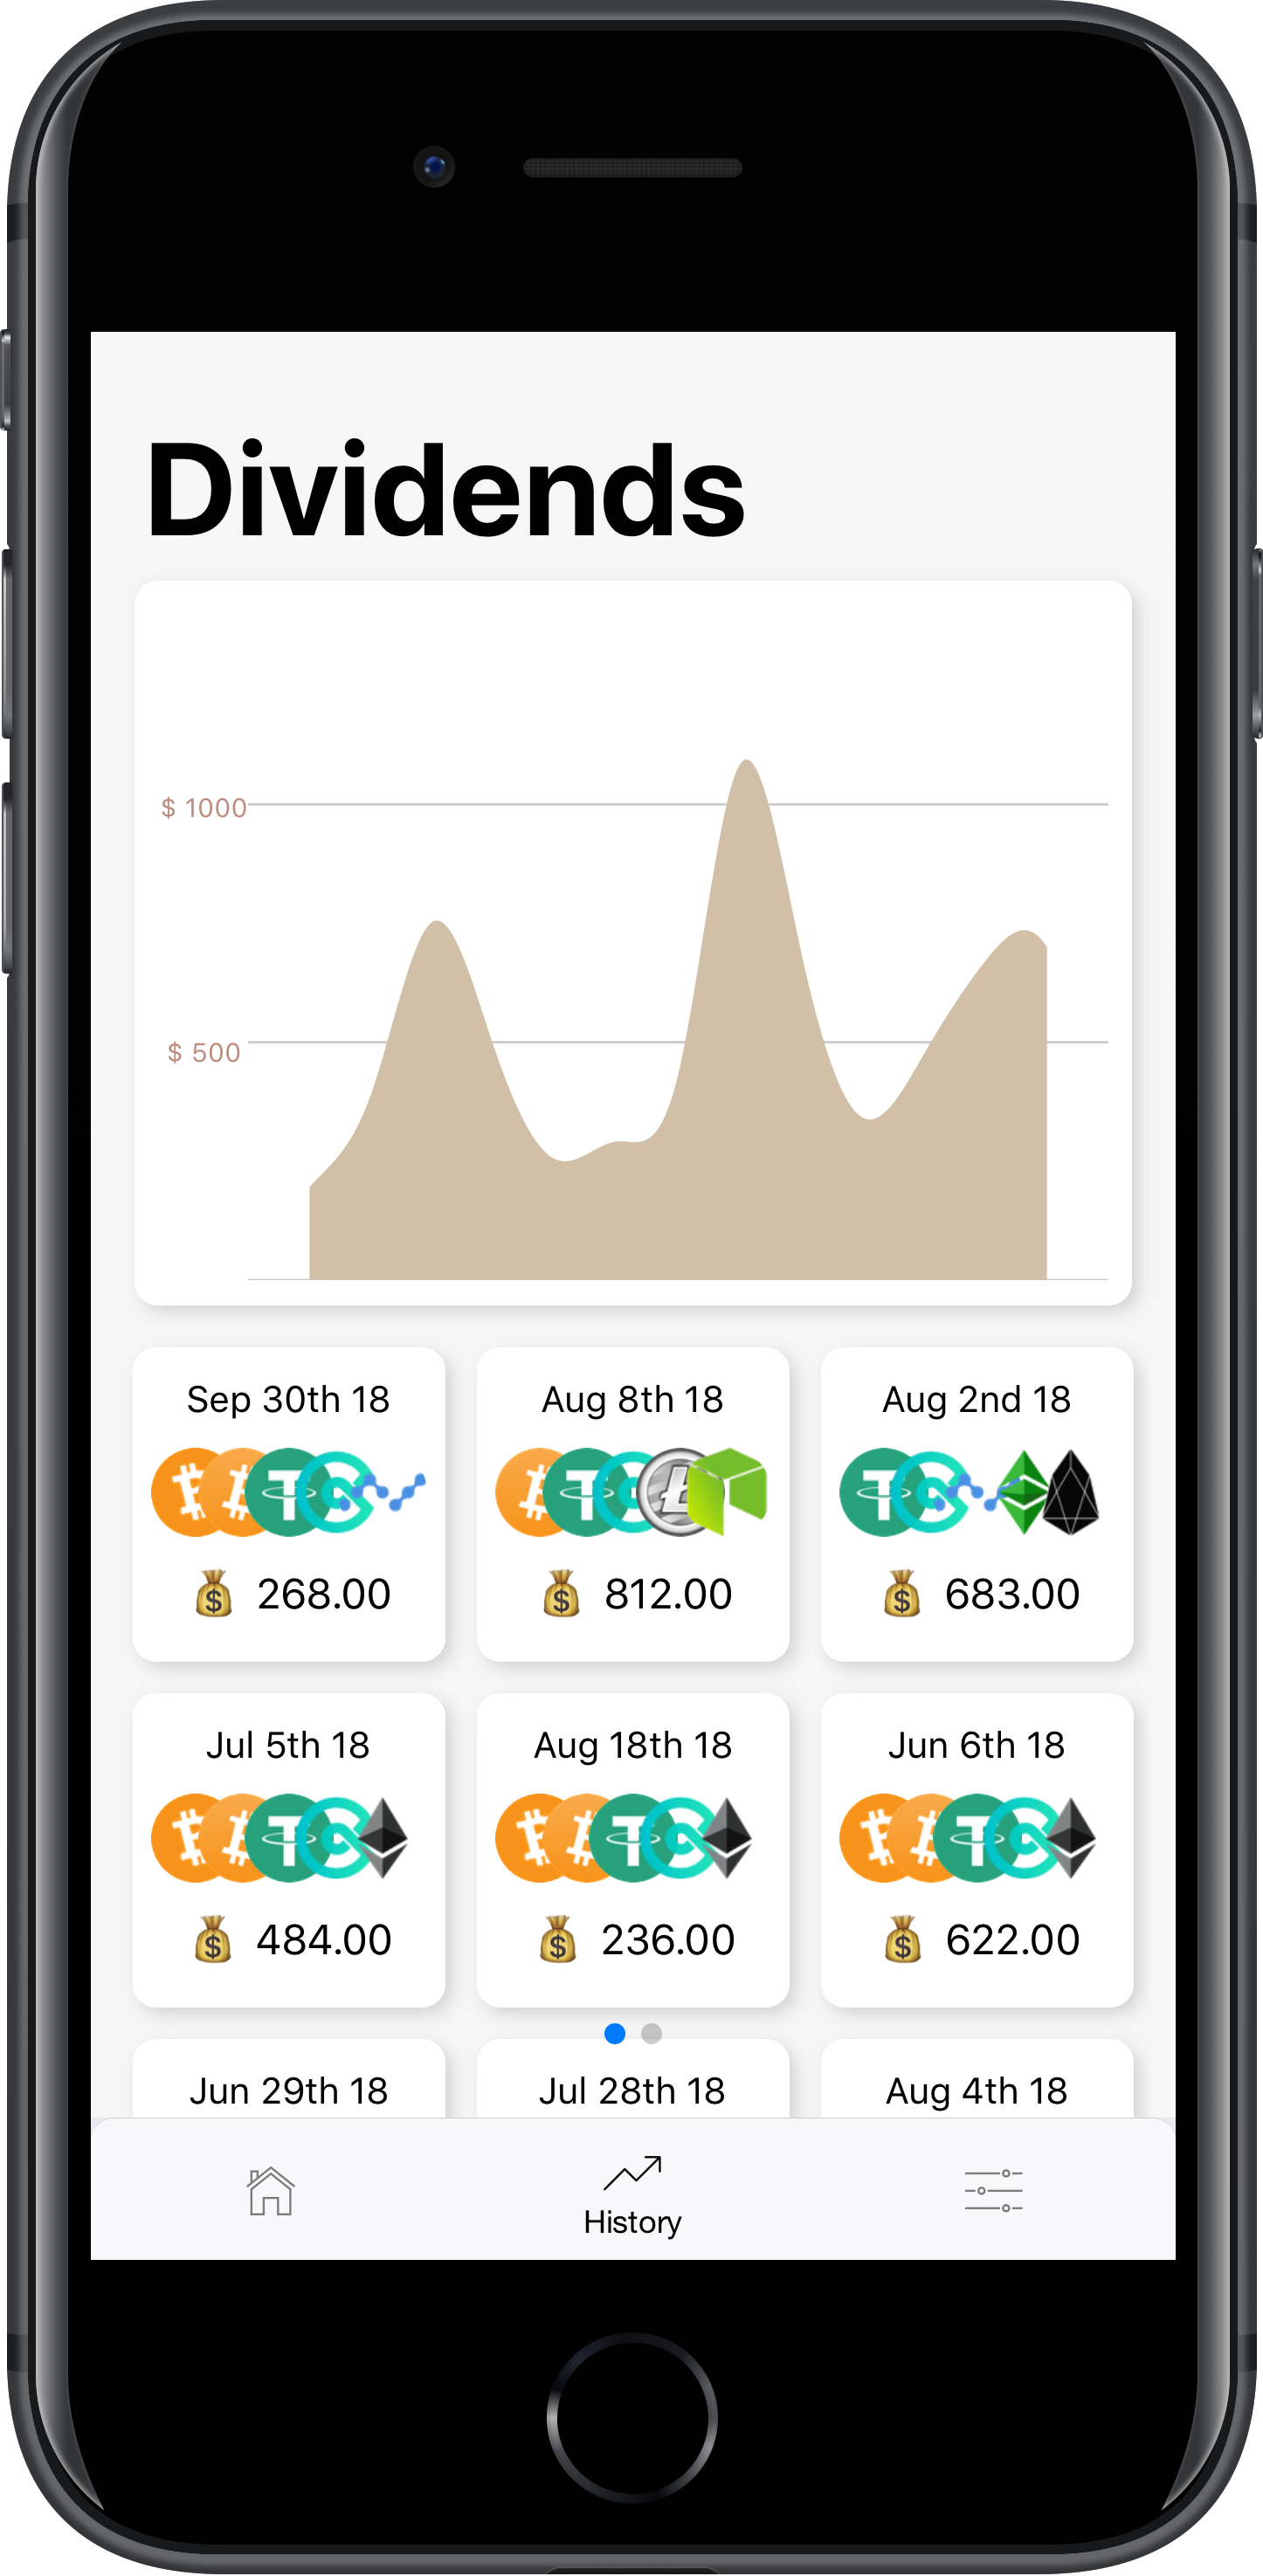 Dividends
$ 1000
$ 500
Sep 30th 18
Aug 8th 18
Aug 2nd 18
268.00
812.00
683.00
Jul 5th 18
Aug 18th 18
Jun 6th 18
484.00
236.00
622.00
Jun 29th 18
Jul 28th 18
Aug 4th 18
History